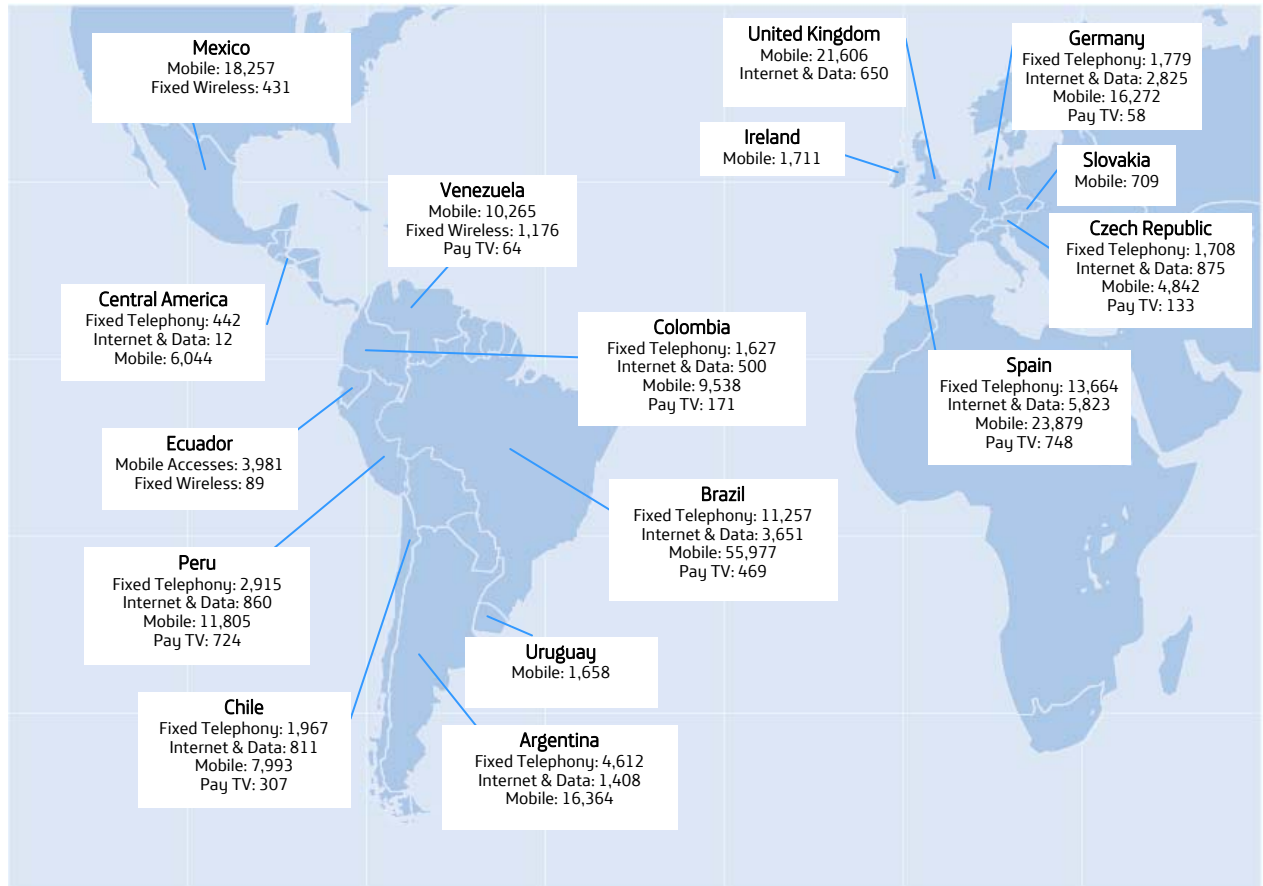 Mexico
Mobile: 18,257
Fixed Wireless: 431
United Kingdom
Mobile: 21,606
Internet & Data: 650
Germany
Fixed Telephony: 1,779
Internet & Data: 2,825
Mobile: 16,272
Pay TV: 58
Ireland
Mobile: 1,711
Slovakia
Mobile: 709
Venezuela
Mobile: 10,265
Fixed Wireless: 1,176
Pay TV: 64
Czech Republic
Fixed Telephony: 1,708
Internet & Data: 875
Mobile: 4,842
Pay TV: 133
Central America
Fixed Telephony: 442
Internet & Data: 12
Mobile: 6,044
Colombia
Fixed Telephony: 1,627
Internet & Data: 500
Mobile: 9,538
Pay TV: 171
Spain
Fixed Telephony: 13,664
Internet & Data: 5,823
Mobile: 23,879
Pay TV: 748
Ecuador
Mobile Accesses: 3,981
Fixed Wireless: 89
Brazil
Fixed Telephony: 11,257
Internet & Data: 3,651
Mobile: 55,977
Pay TV: 469
Peru
Fixed Telephony: 2,915
Internet & Data: 860
Mobile: 11,805
Pay TV: 724
Uruguay
Mobile: 1,658
Chile
Fixed Telephony: 1,967
Internet & Data: 811
Mobile: 7,993
Pay TV: 307
Argentina
Fixed Telephony: 4,612
Internet & Data: 1,408
Mobile: 16,364